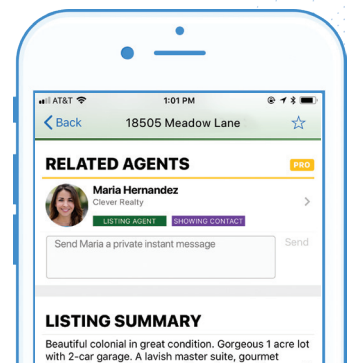 AT&T 1:01 PM
Back 18505 Meadow Lane
RELATED AGENTS PRO
Maria Hernandez
Clever Realty
LISTING AGENT SHOWING CONTACT
Send Maria a private instant message Send
LISTING SUMMARY
Beautiful colonial in great condition. Gorgeous 1 acre lot
with 2-car garage. A lavish master suite, gourmet